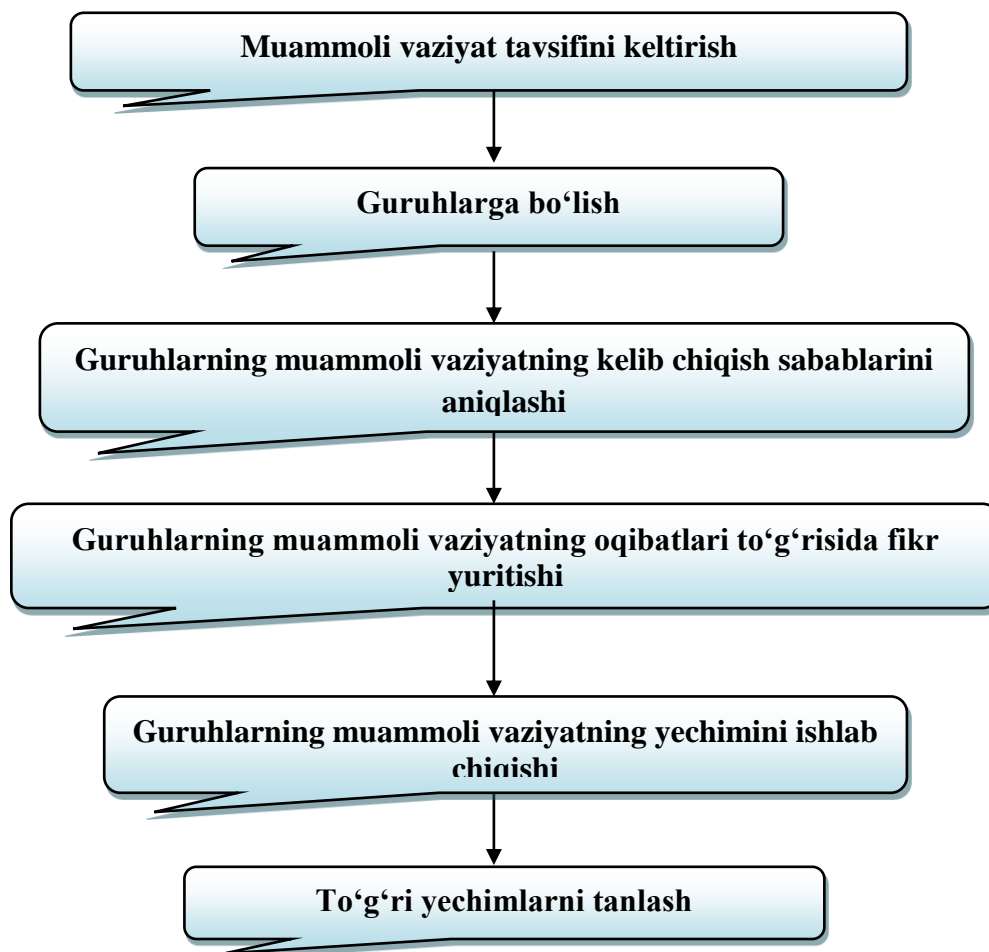 Muammoli vaziyat tavsifini keltirish
Guruhlarga bo‘lish
Guruhlarning muammoli vaziyatning kelib chiqish sabablarini
aniqlashi
Guruhlarning muammoli vaziyatning oqibatlari to‘g‘risida fikr
yuritishi
Guruhlarning muammoli vaziyatning yechimini ishlab
chiqishi
To‘g‘ri yechimlarni tanlash